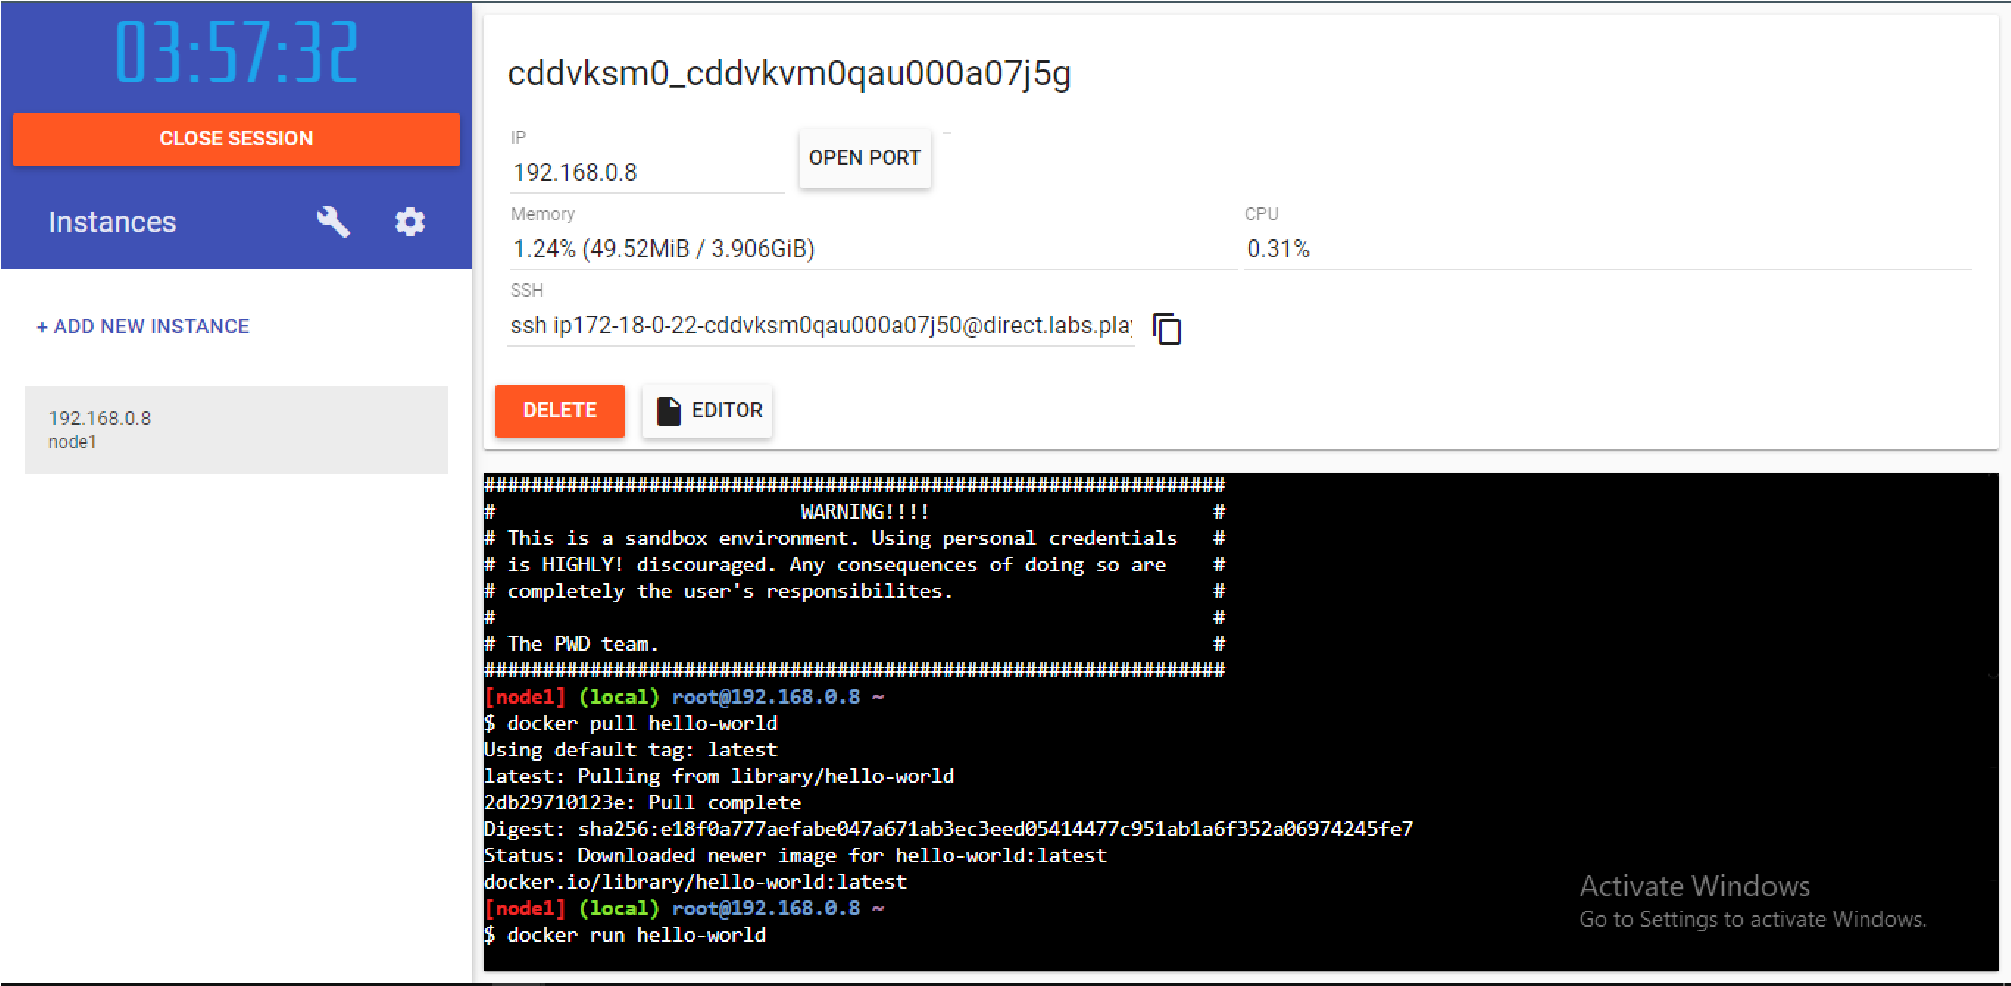 03:57:32
CLOSE SESSION
Instances
+ ADD NEW INSTANCE
192.168.0.8
node1
cddvksm0_cddvkvm0qau000a07j5g
IP
192.168.0.8
OPEN PORT
Memory
1.24% (49.52MiB / 3.906GiB)
CPU
0.31%
SSH
ssh ip172-18-0-22-cddvksm0qau000a07j50@direct.labs.play
DELETE
EDITOR
###############################################################
#                          WARNING!!!!                        #
# This is a sandbox environment. Using personal credentials   #
# is HIGHLY! discouraged. Any consequences of doing so are    #
# completely the user's responsibilites.                      #
#                                                             #
# The PWD team.                                               #
###############################################################
[node1] (local) root@192.168.0.8 ~
$ docker pull hello-world
Using default tag: latest
latest: Pulling from library/hello-world
2db29710123e: Pull complete
Digest: sha256:e18f0a777aefabe047a671ab3ec3eed05414477c951ab1a6f352a06974245fe7
Status: Downloaded newer image for hello-world:latest
docker.io/library/hello-world:latest
[node1] (local) root@192.168.0.8 ~
$ docker run hello-world
Activate Windows
Go to Settings to activate Windows.